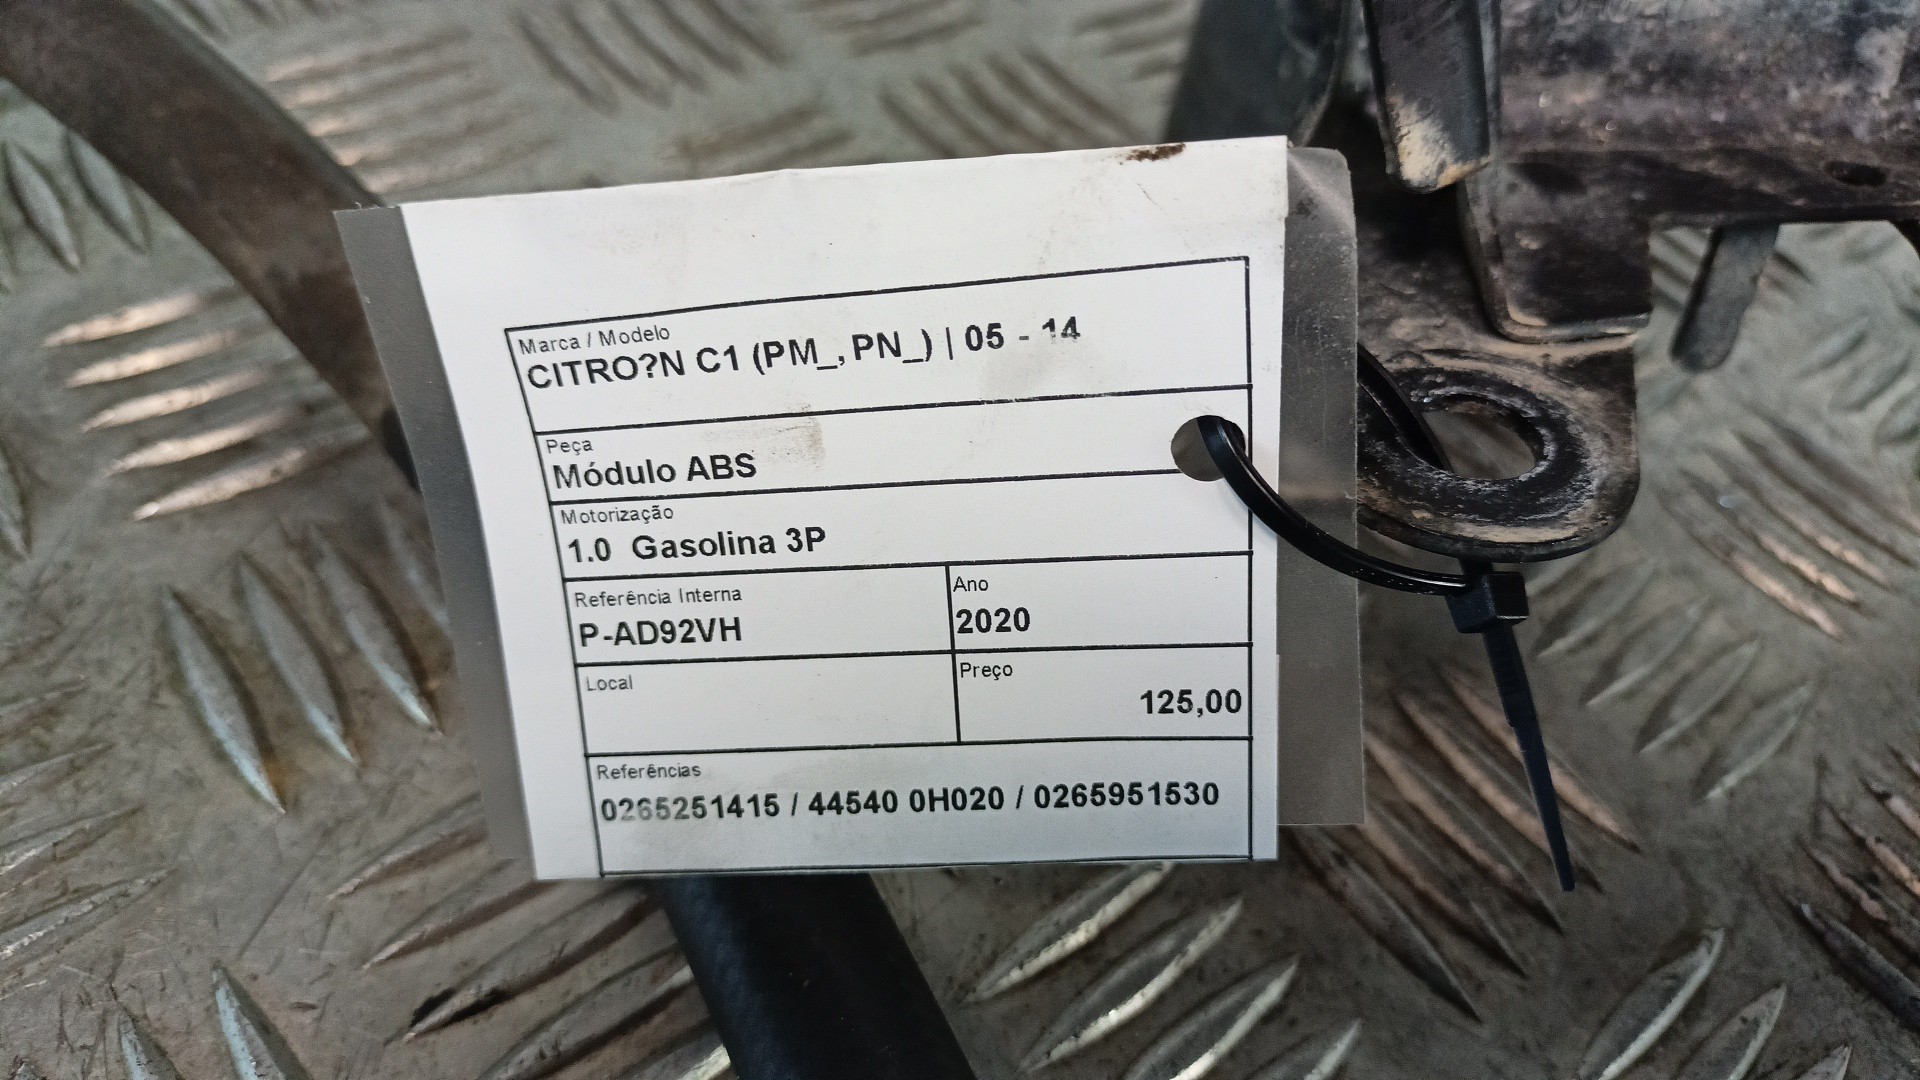 Marca / Modelo
CITRO?N C1 (PM_, PN_) | 05 - 14
Peça
Módulo ABS
Motorização
1.0 Gasolina 3P
Referência Interna
P-AD92VH
Ano
2020
Local
Preço
125,00
Referências
0265251415 / 44540 0H020 / 0265951530